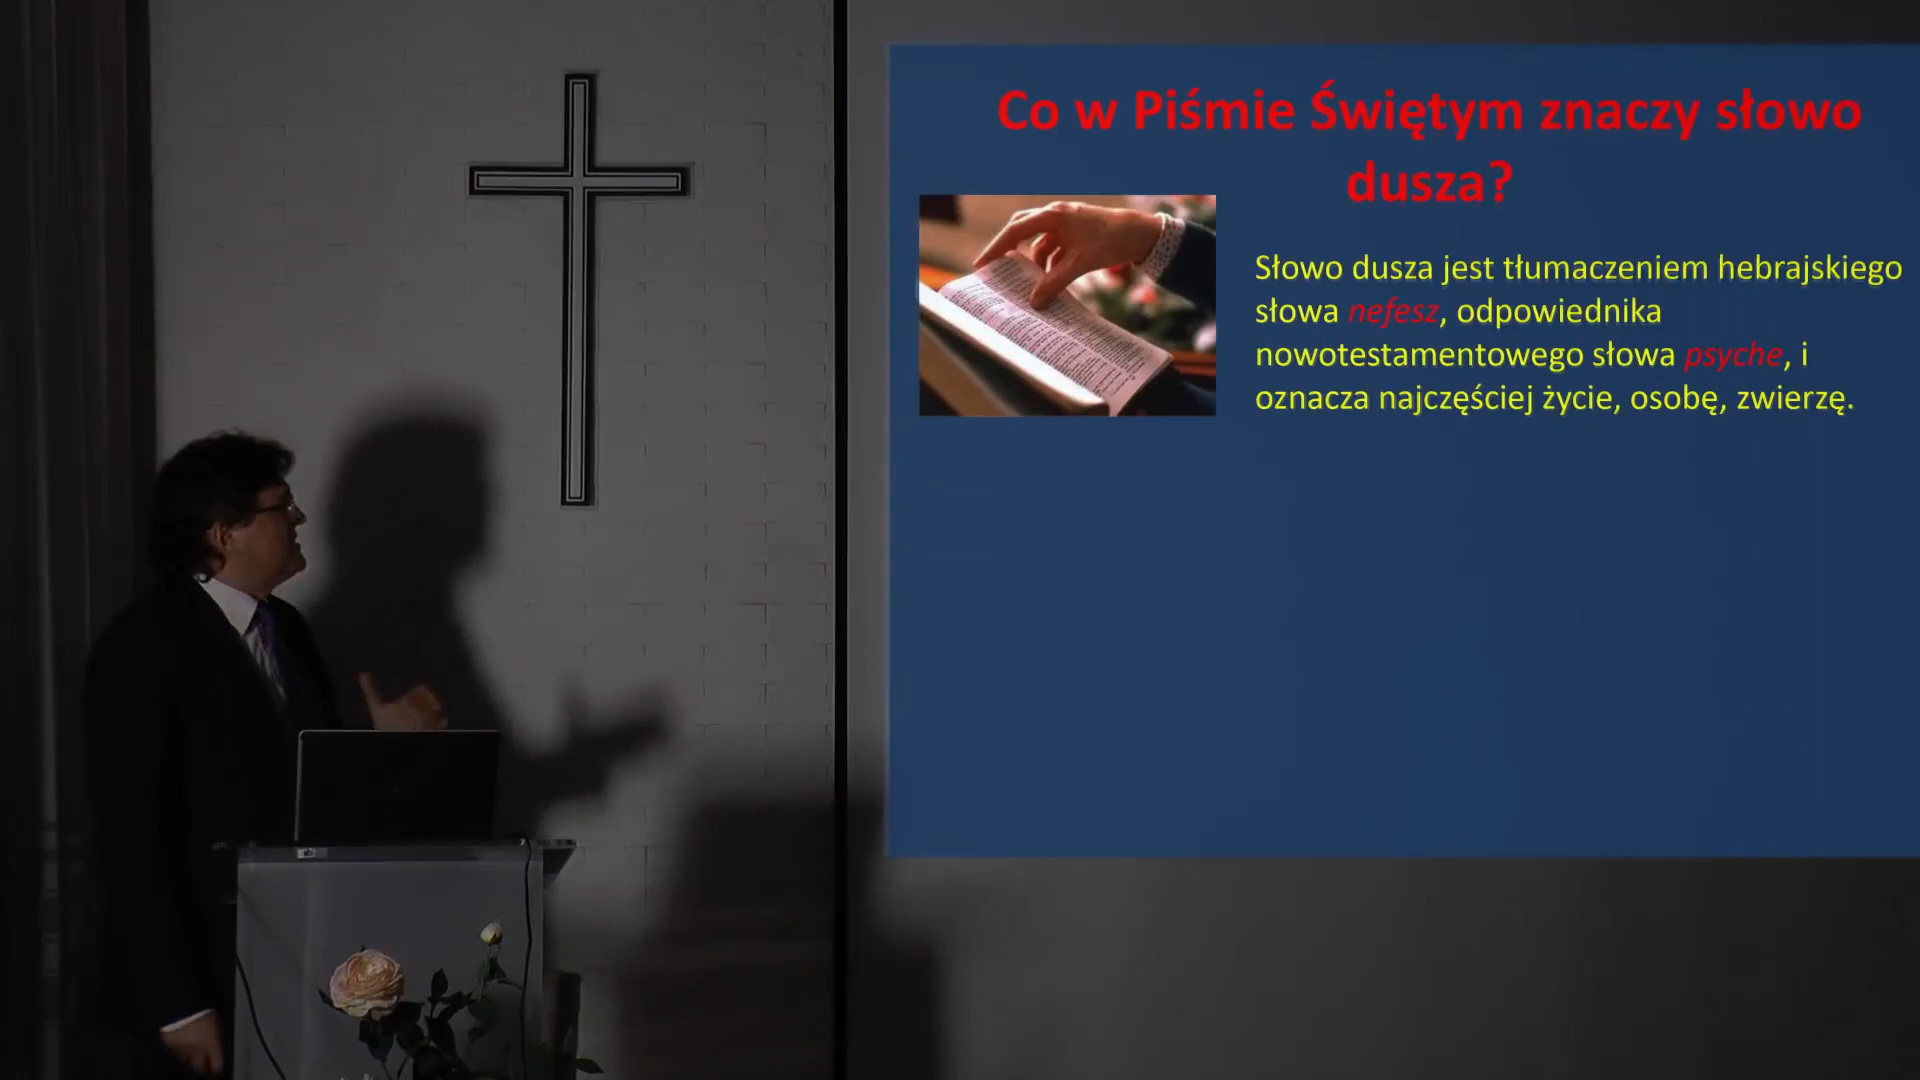 Co w Piśmie Świętym znaczy słowo
dusza?
Słowo dusza jest tłumaczeniem hebrajskiego
słowa nefesz, odpowiednika
nowotestamentowego słowa psyche, i
oznacza najczęściej życie, osobę, zwierzę.